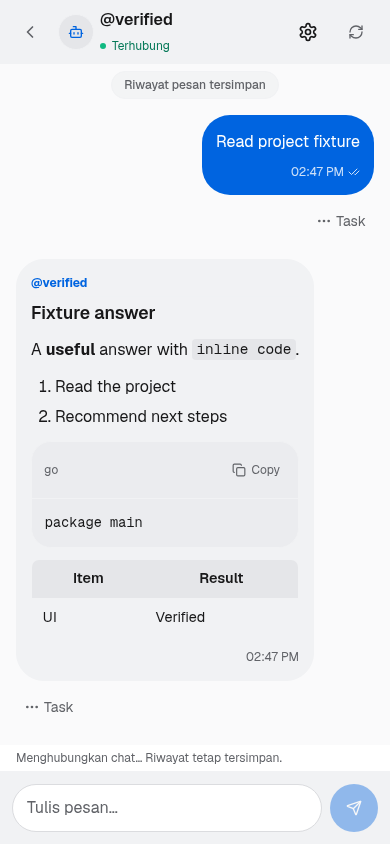 @verified
Terhubung
Riwayat pesan tersimpan
Read project fixture
02:47 PM
··· Task
@verified
Fixture answer
A useful answer with inline code.
1. Read the project
2. Recommend next steps
go Copy
package main
Item Result
UI Verified
02:47 PM
··· Task
Menghubungkan chat… Riwayat tetap tersimpan.
Tulis pesan…